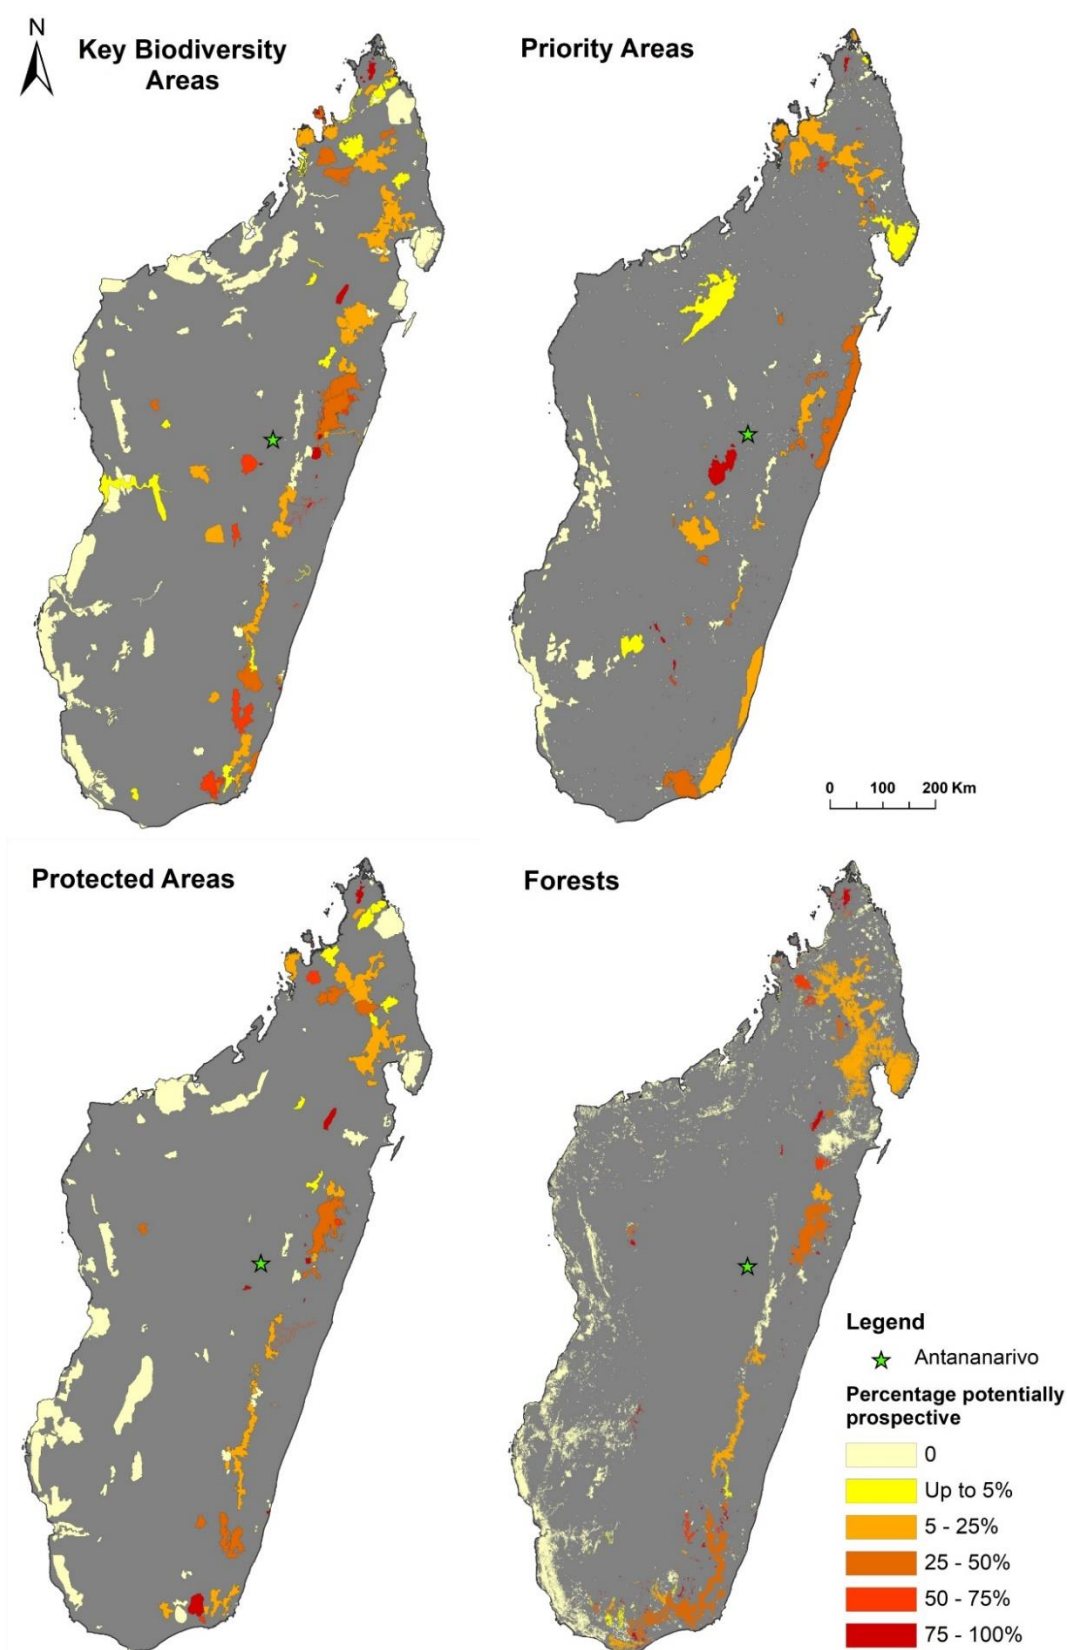 N
Key Biodiversity
Areas
Priority Areas
0 100 200 Km
Protected Areas
Forests
Legend
Antananarivo
Percentage potentially
prospective
0
Up to 5%
5 - 25%
25 - 50%
50 - 75%
75 - 100%